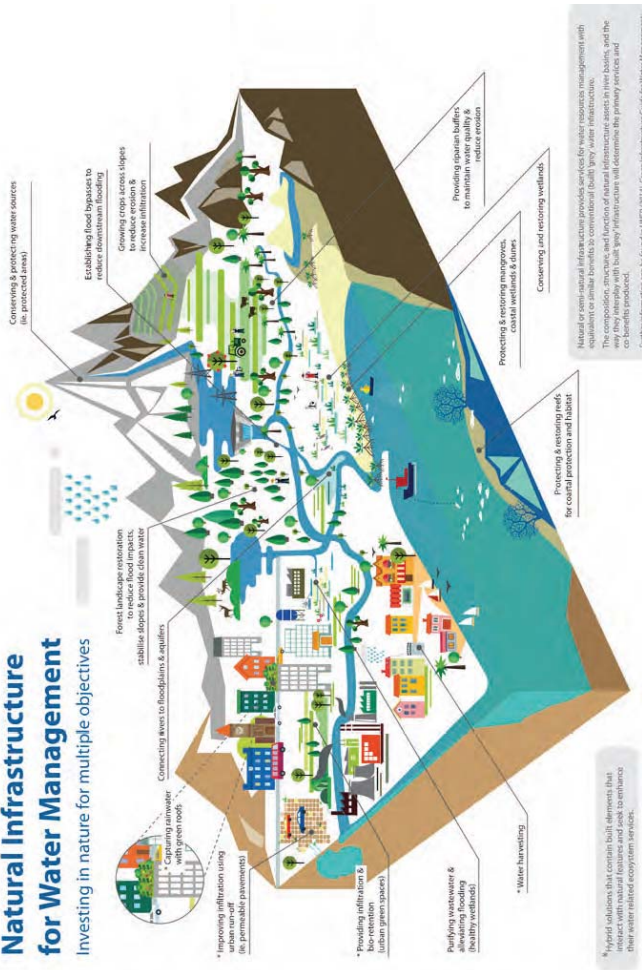 Natural Infrastructure
for Water Management
Investing in nature for multiple objectives
Conserving & protecting water sources
(ie. protected areas)
Establishing flood bypasses to
reduce downstream flooding
Growing crops across slopes
to reduce erosion &
increase infiltration
Forest landscape restoration
to reduce flood impacts,
stabilise slopes & provide clean water
Connecting rivers to floodplains & aquifers
* Capturing rainwater
with green roofs
* Improving infiltration using
urban run-off
(ie. permeable pavements)
* Providing infiltration &
bio-retention
(urban green spaces)
Purifying wastewater &
alleviating flooding
(healthy wetlands)
* Water harvesting
Providing riparian buffers
to maintain water quality &
reduce erosion
Conserving and restoring wetlands
Protecting & restoring mangroves,
coastal wetlands & dunes
Protecting & restoring reefs
for coastal protection and habitat
* Hybrid solutions that contain built elements that
interact with natural features and seek to enhance
their water related ecosystem services.
Natural or semi-natural infrastructure provides services for water resources management with
equivalent or similar benefits to conventional (built) 'grey' water infrastructure.
The composition, structure, and function of natural infrastructure assets in river basins, and the
way they interplay with built 'grey' infrastructure will determine the primary services and
co-benefits produced.